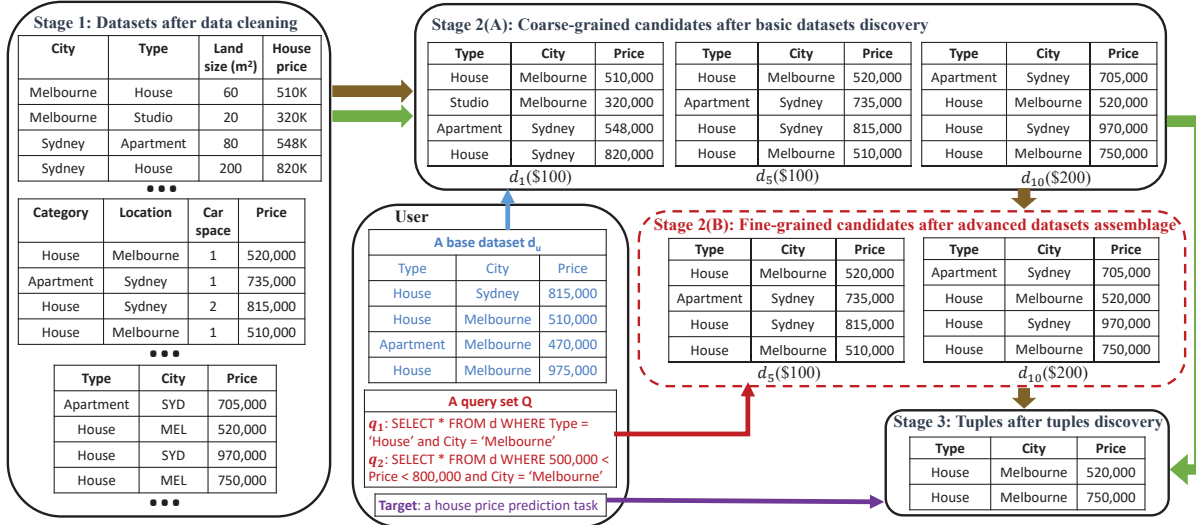 Stage 1: Datasets after data cleaning
City Type Land size (m²) House price
Melbourne House 60 510K
Melbourne Studio 20 320K
Sydney Apartment 80 548K
Sydney House 200 820K
•••
Category Location Car space Price
House Melbourne 1 520,000
Apartment Sydney 1 735,000
House Sydney 2 815,000
House Melbourne 1 510,000
•••
Type City Price
Apartment SYD 705,000
House MEL 520,000
House SYD 970,000
House MEL 750,000
•••
Stage 2(A): Coarse-grained candidates after basic datasets discovery
Type City Price
House Melbourne 510,000
Studio Melbourne 320,000
Apartment Sydney 548,000
House Sydney 820,000
d₁($100)
Type City Price
House Melbourne 520,000
Apartment Sydney 735,000
House Sydney 815,000
House Melbourne 510,000
d₅($100)
Type City Price
Apartment Sydney 705,000
House Melbourne 520,000
House Sydney 970,000
House Melbourne 750,000
d₁₀($200)
User
A base dataset dᵤ
Type City Price
House Sydney 815,000
House Melbourne 510,000
Apartment Melbourne 470,000
House Melbourne 975,000
A query set Q
q₁: SELECT * FROM d WHERE Type =
'House' and City = 'Melbourne'
q₂: SELECT * FROM d WHERE 500,000 <
Price < 800,000 and City = 'Melbourne'
Target: a house price prediction task
Stage 2(B): Fine-grained candidates after advanced datasets assemblage
Type City Price
House Melbourne 520,000
Apartment Sydney 735,000
House Sydney 815,000
House Melbourne 510,000
d₅($100)
Type City Price
Apartment Sydney 705,000
House Melbourne 520,000
House Sydney 970,000
House Melbourne 750,000
d₁₀($200)
Stage 3: Tuples after tuples discovery
Type City Price
House Melbourne 520,000
House Melbourne 750,000